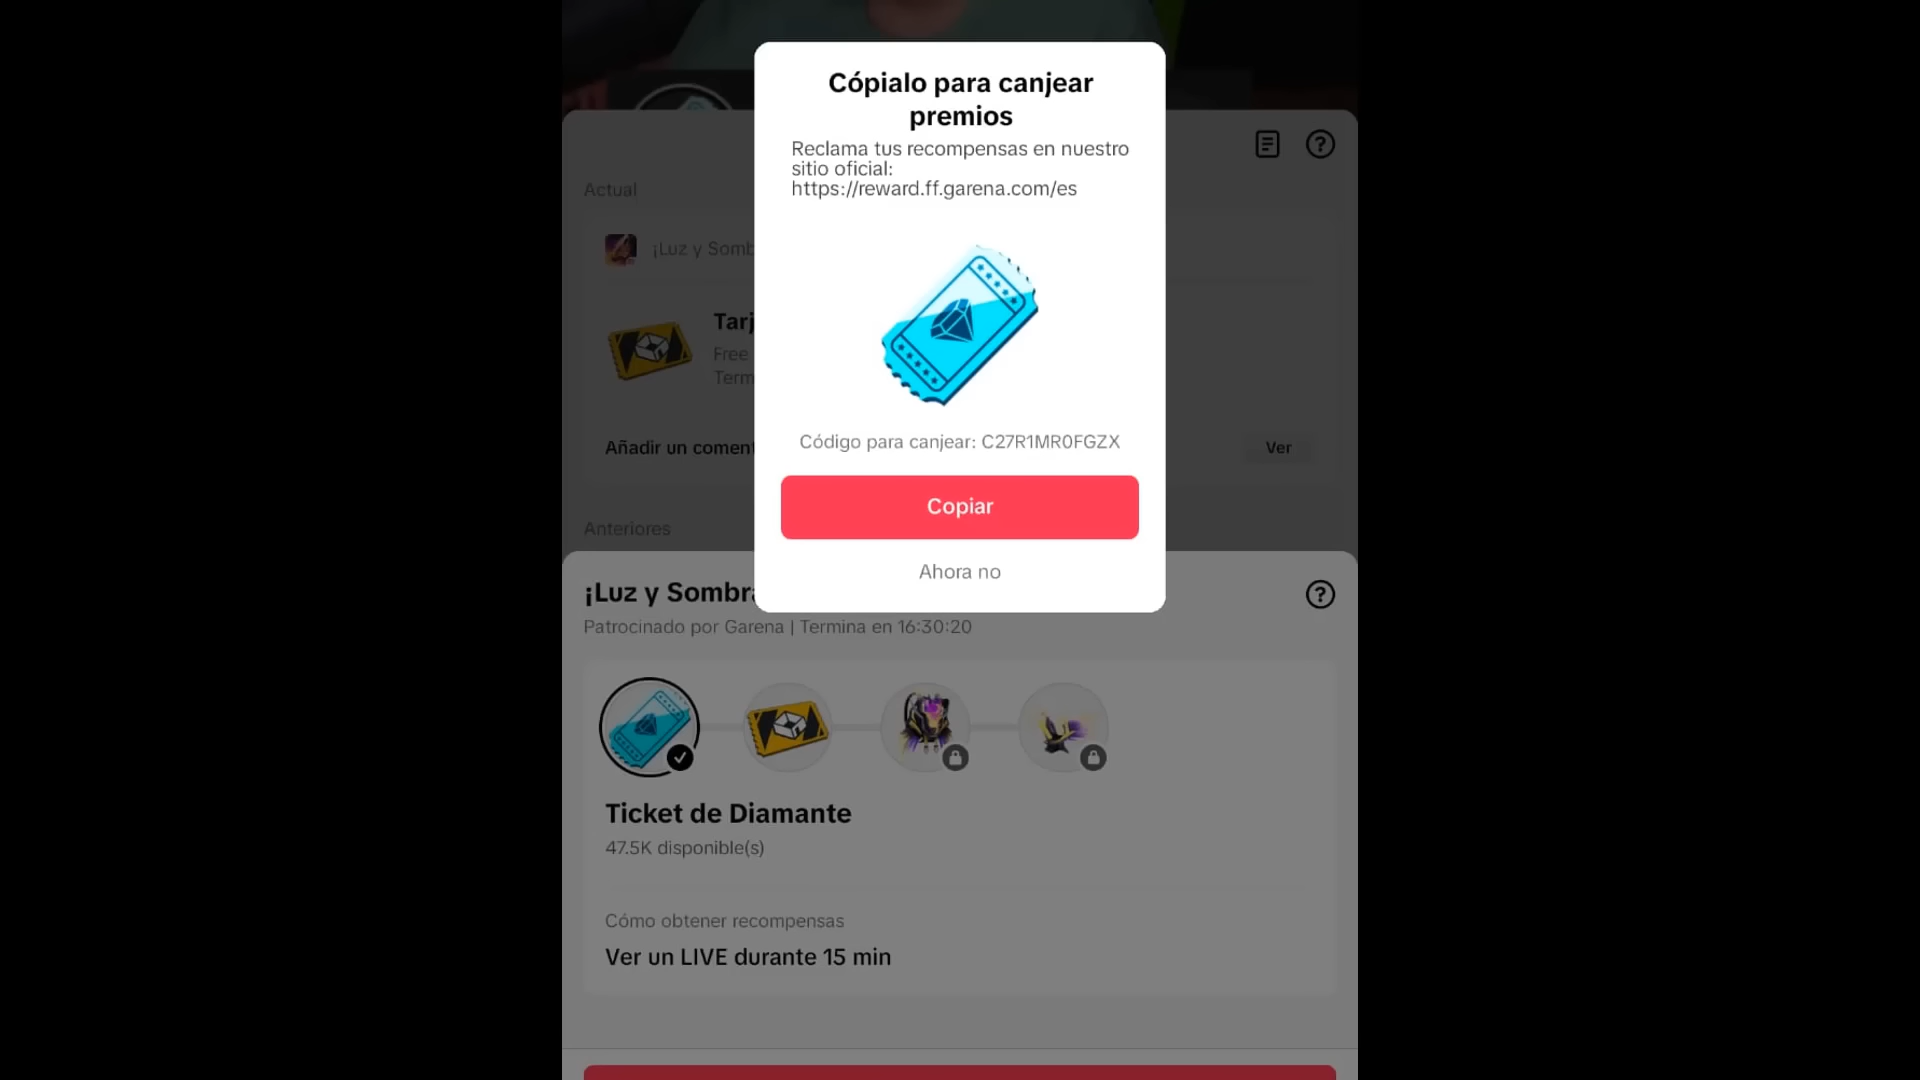 Cópialo para canjear
premios
Reclama tus recompensas en nuestro
sitio oficial:
https://reward.ff.garena.com/es
Código para canjear: C27R1MR0FGZX
Copiar
Ahora no
Actual
¡Luz y Somb
Tarj
Free
Term
Añadir un coment
Ver
Anteriores
¡Luz y Sombra
Patrocinado por Garena | Termina en 16:30:20
Ticket de Diamante
47.5K disponible(s)
Cómo obtener recompensas
Ver un LIVE durante 15 min